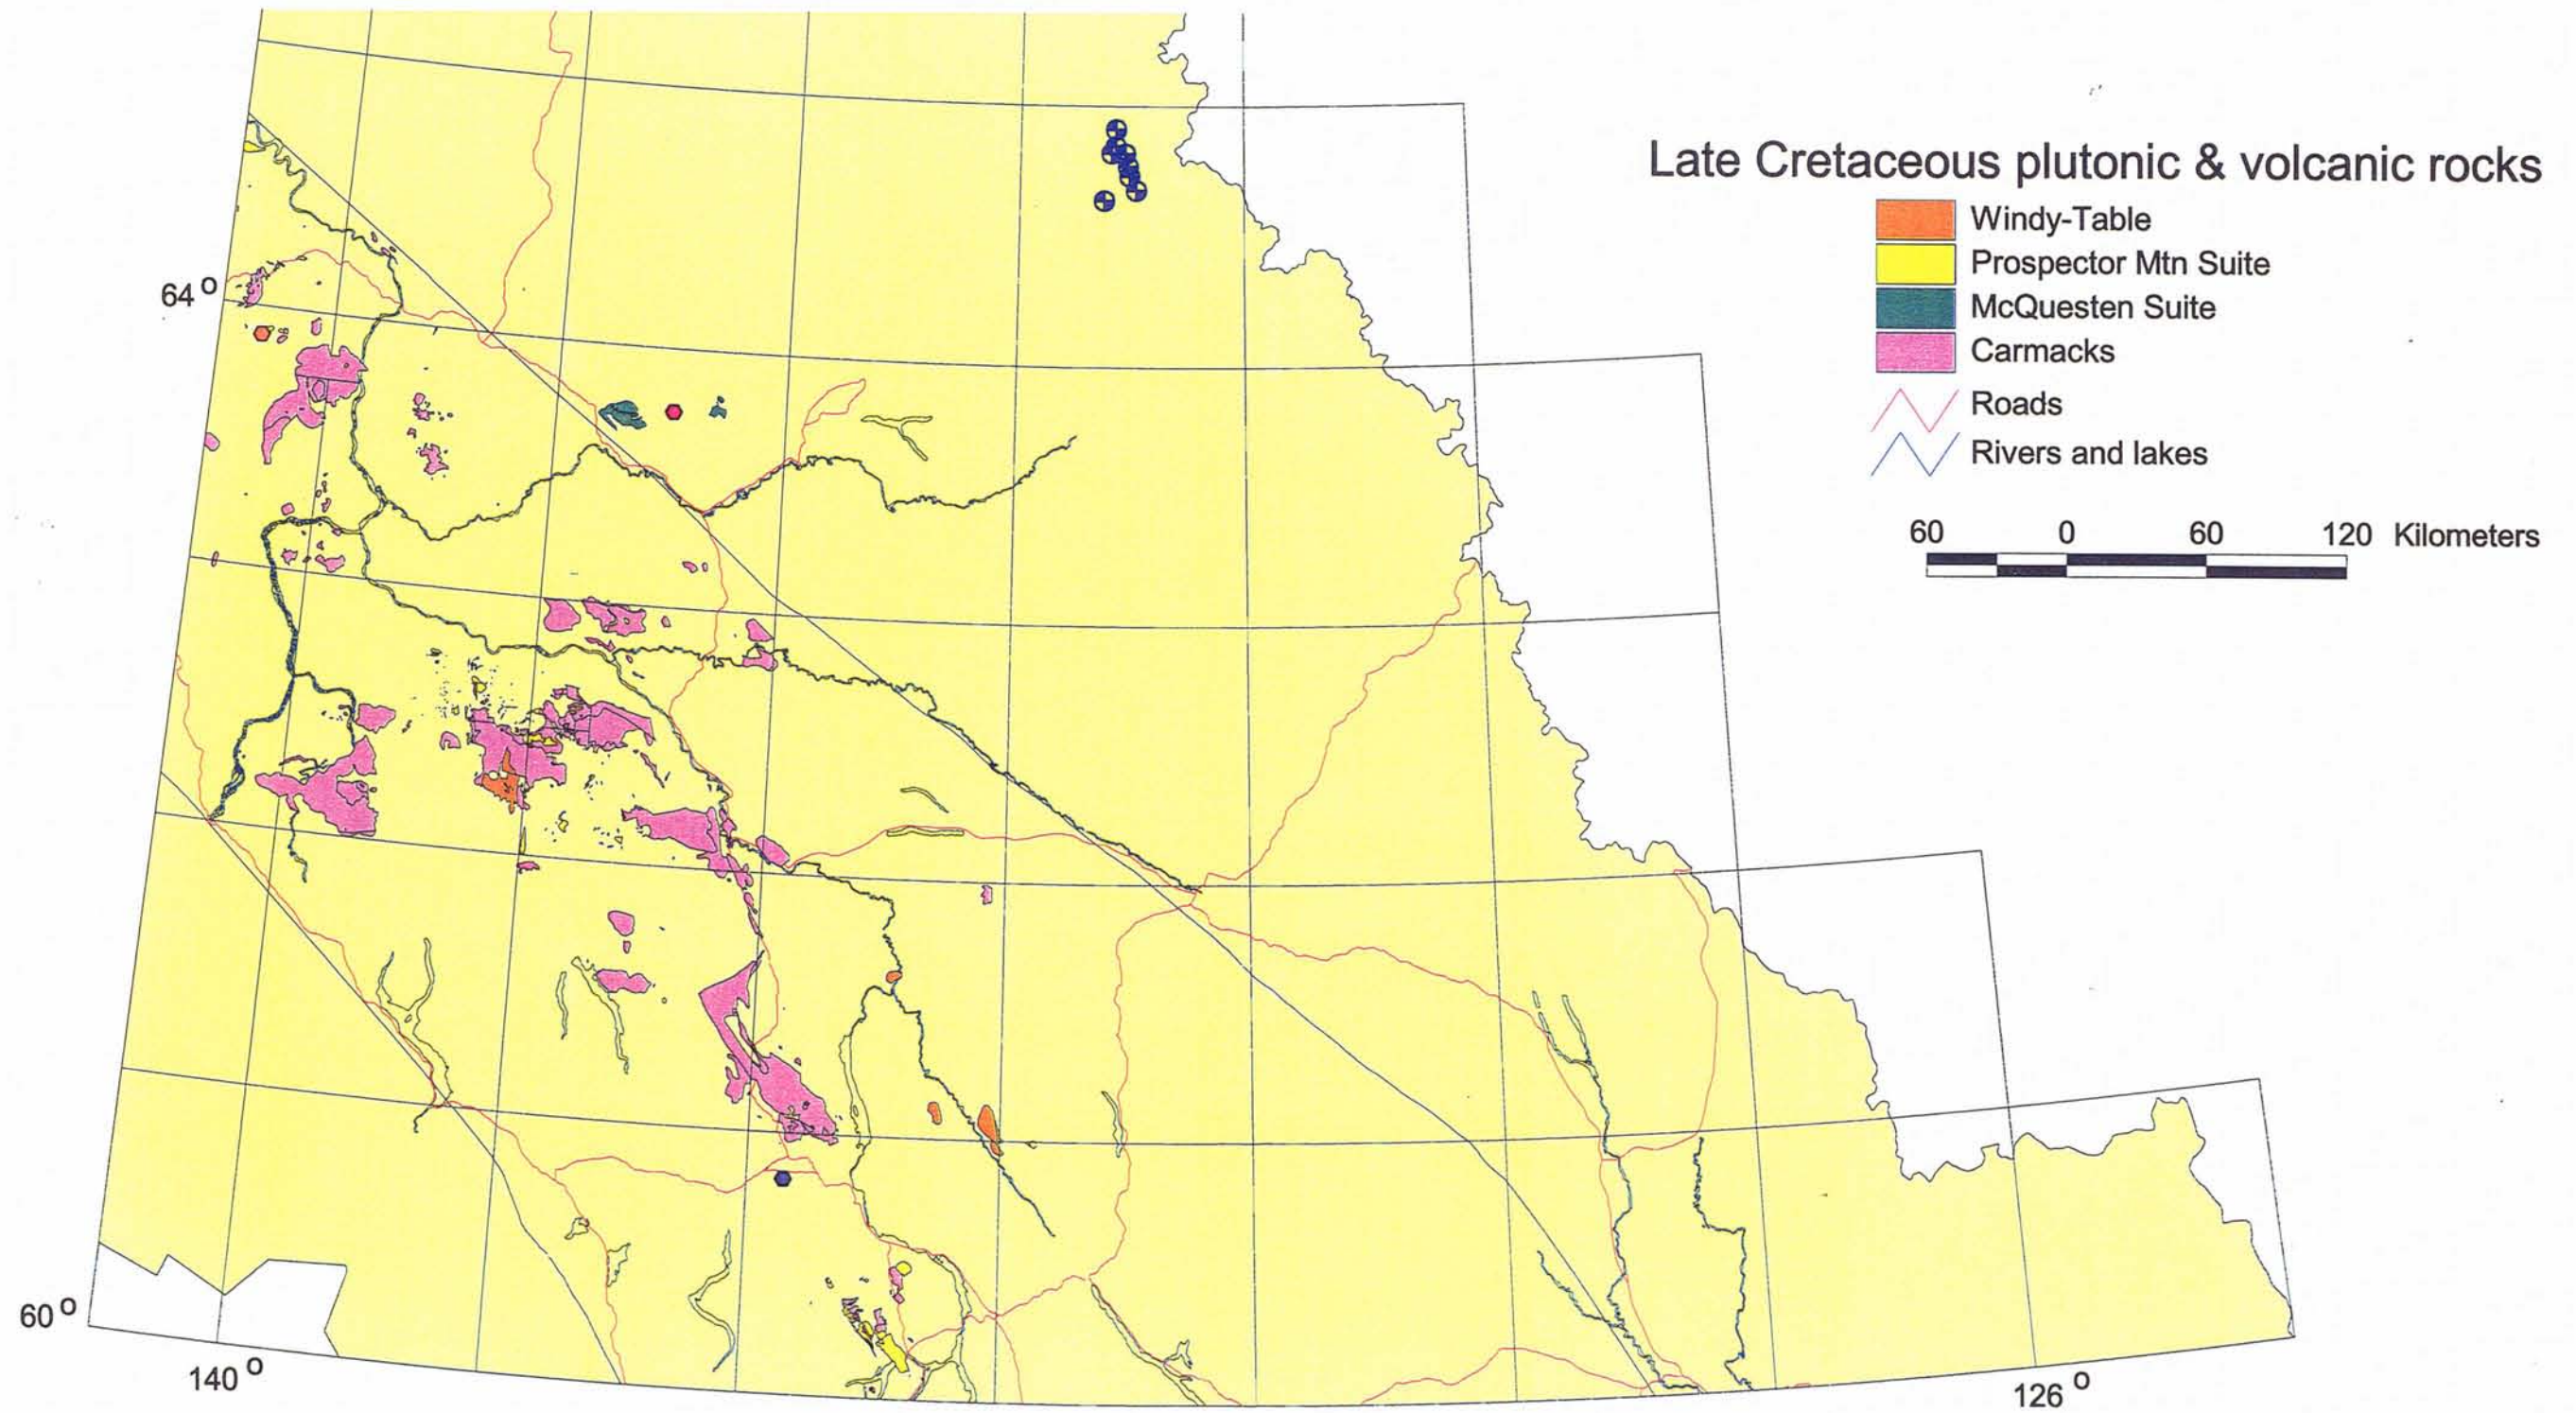 Late Cretaceous plutonic & volcanic rocks
Windy-Table
Prospector Mtn Suite
McQuesten Suite
Carmacks
Roads
Rivers and lakes
60 0 60 120 Kilometers
64°
60°
140°
126°